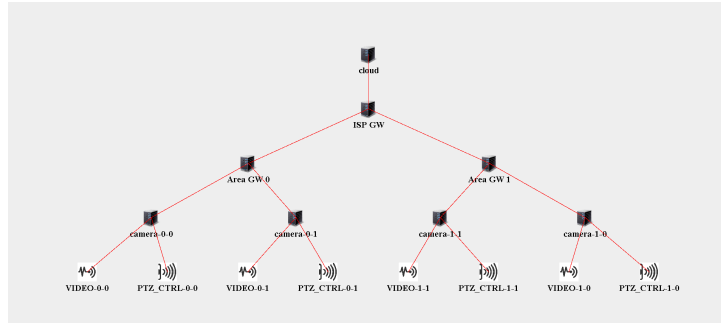 cloud
ISP GW
Area GW 0
Area GW 1
camera-0-0
camera-0-1
camera-1-1
camera-1-0
VIDEO-0-0
PTZ_CTRL-0-0
VIDEO-0-1
PTZ_CTRL-0-1
VIDEO-1-1
PTZ_CTRL-1-1
VIDEO-1-0
PTZ_CTRL-1-0